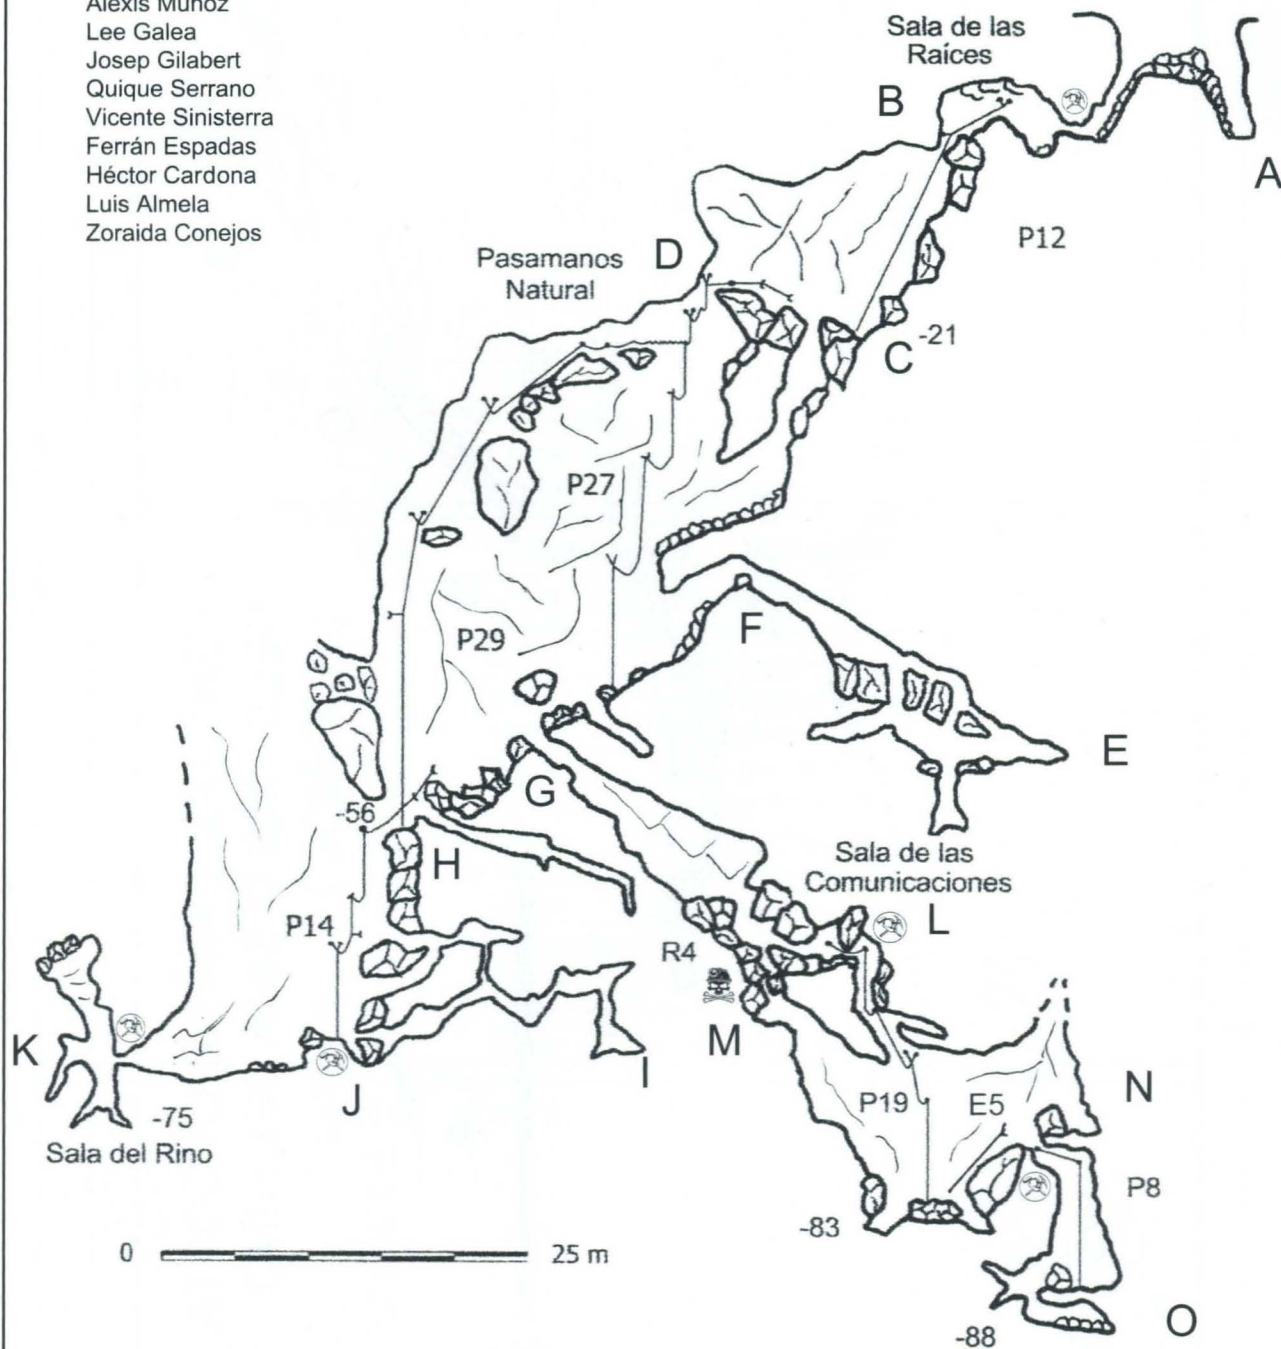 Alexis Muñoz
Lee Galea
Josep Gilabert
Quique Serrano
Vicente Sinisterra
Ferrán Espadas
Héctor Cardona
Luis Almela
Zoraida Conejos
Sala de las
Raíces
B
A
P12
Pasamanos
Natural
D
C
-21
P27
F
P29
E
G
-56
H
Sala de las
Comunicaciones
L
P14
R4
M
K
I
J
N
-75
P19
E5
Sala del Rino
P8
-83
0
25 m
O
-88